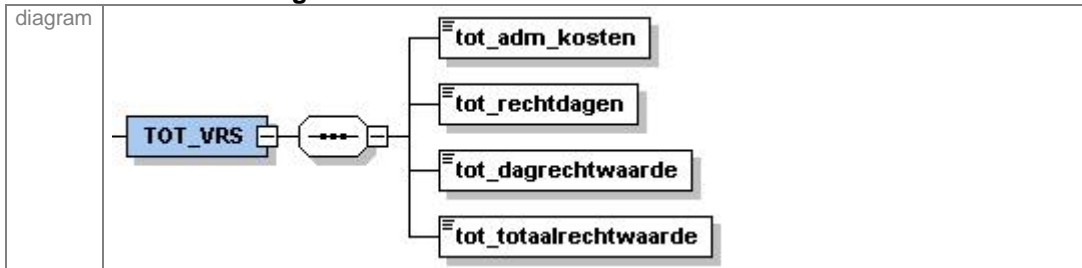 diagram
tot_adm_kosten
tot_rechtdagen
TOT_VRS
tot_dagrechtwaarde
tot_totaalrechtwaarde